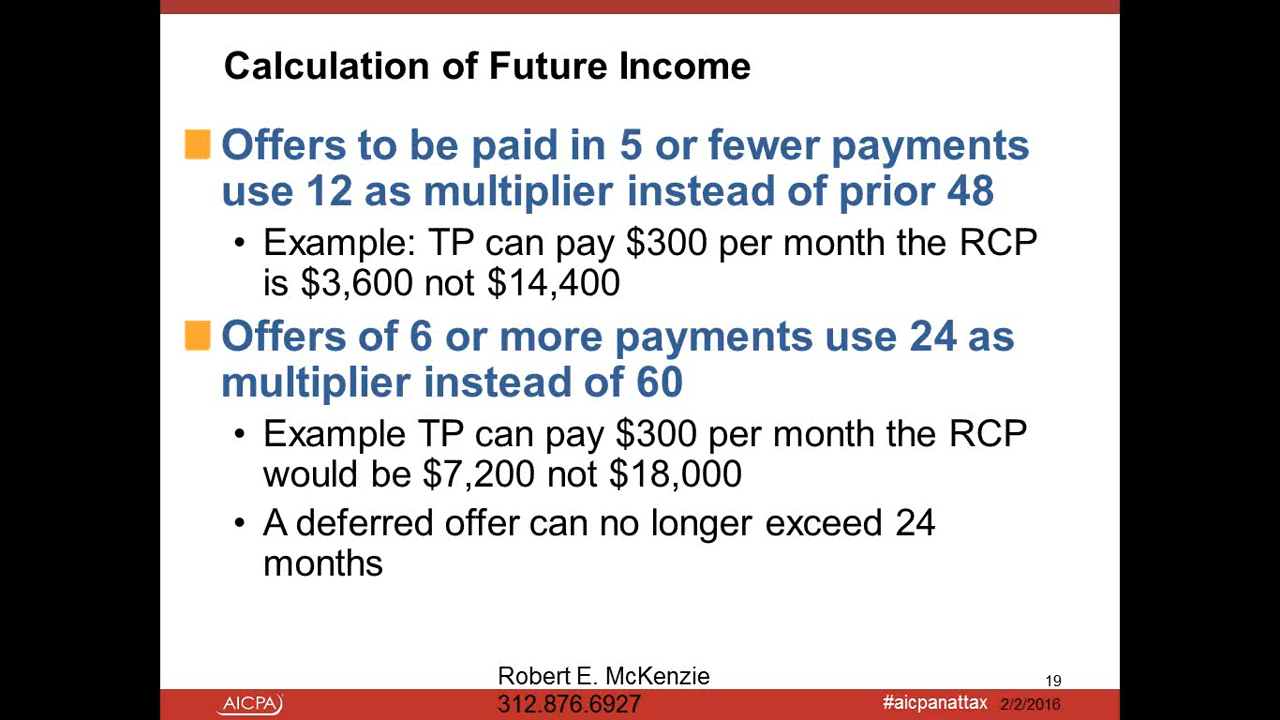 Calculation of Future Income
Offers to be paid in 5 or fewer payments
use 12 as multiplier instead of prior 48
• Example: TP can pay $300 per month the RCP
is $3,600 not $14,400
Offers of 6 or more payments use 24 as
multiplier instead of 60
• Example TP can pay $300 per month the RCP
would be $7,200 not $18,000
• A deferred offer can no longer exceed 24
months
Robert E. McKenzie
312.876.6927
19
AICPA
#aicpanattax
2/2/2016